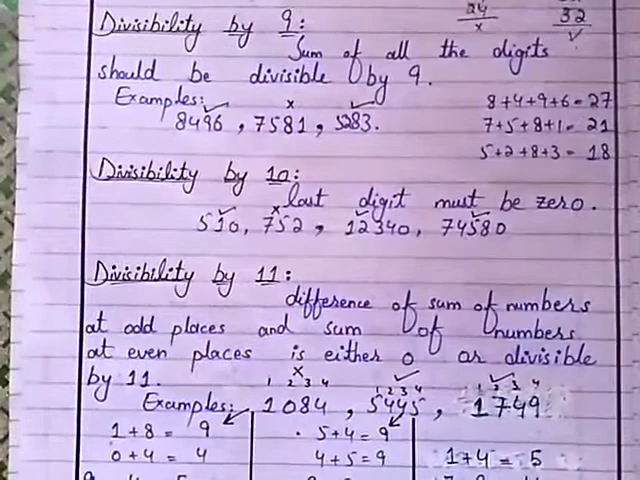 24
x
32
✓
Divisibility by 9:
Sum of all the digits
should be divisible by 9.
Examples:
✓ x ✓
8496, 7581, 5283.
8+4+9+6=27
7+5+8+1=21
5+2+8+3=18
Divisibility by 10:
last digit must be zero.
✓ x ✓ ✓
510, 752, 12340, 74580
Divisibility by 11:
difference of sum of numbers
at odd places and sum of numbers
at even places is either 0 or divisible
by 11.
x ✓ ✓
1 2 3 4 1 2 3 4 1 2 3 4
Examples: 1084, 5445, 1749
1+8= 9
0+4= 4
5+4=9
4+5=9
1+4=5